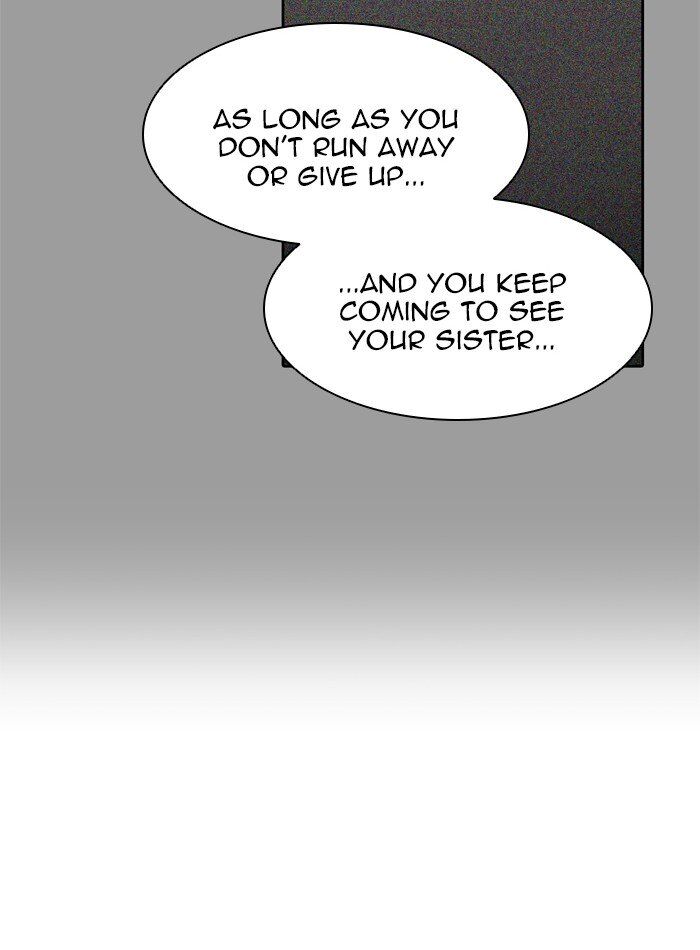 AS LONG AS YOU
DON'T RUN AWAY
OR GIVE UP...
...AND YOU KEEP
COMING TO SEE
YOUR SISTER...